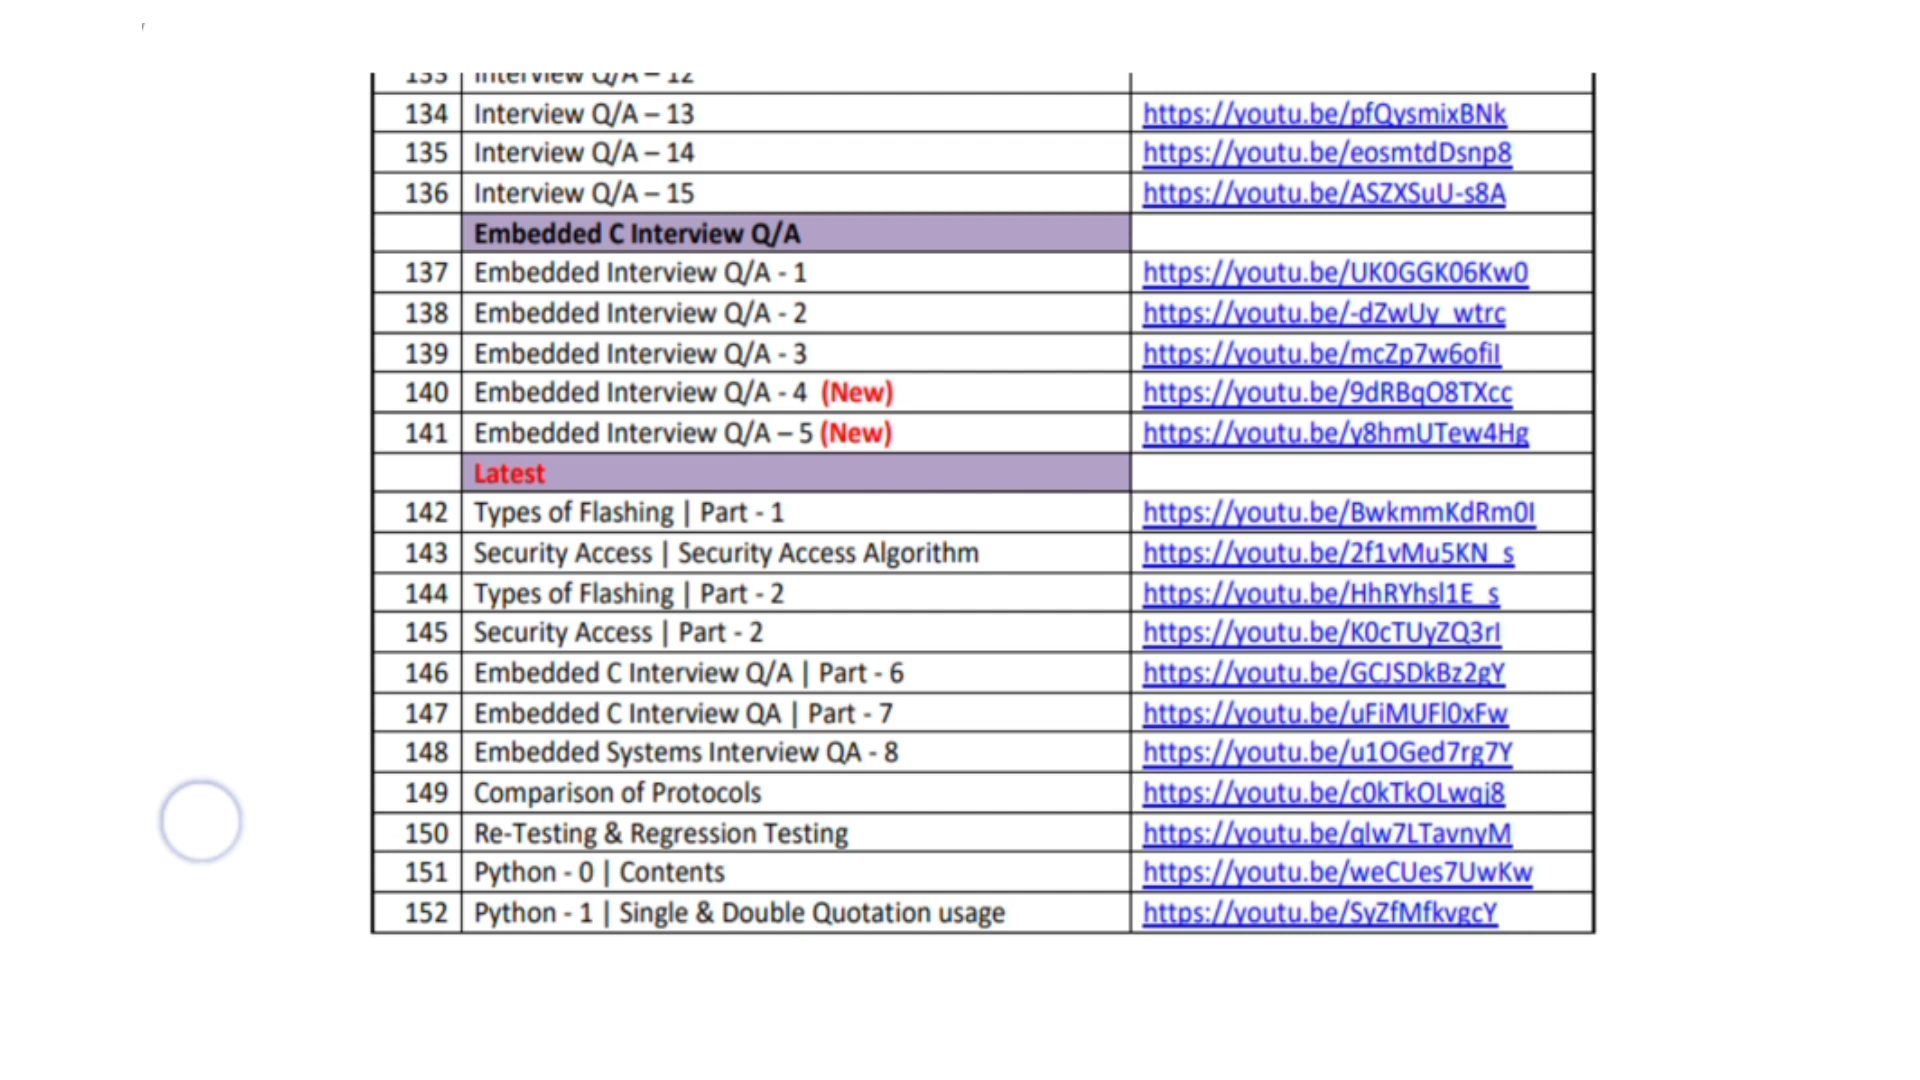 133 Interview Q/A – 12
134 Interview Q/A – 13 https://youtu.be/pfQysmixBNk
135 Interview Q/A – 14 https://youtu.be/eosmtdDsnp8
136 Interview Q/A – 15 https://youtu.be/ASZXSuU-s8A
Embedded C Interview Q/A
137 Embedded Interview Q/A - 1 https://youtu.be/UK0GGK06Kw0
138 Embedded Interview Q/A - 2 https://youtu.be/-dZwUy_wtrc
139 Embedded Interview Q/A - 3 https://youtu.be/mcZp7w6ofiI
140 Embedded Interview Q/A - 4 (New) https://youtu.be/9dRBqO8TXcc
141 Embedded Interview Q/A – 5 (New) https://youtu.be/y8hmUTew4Hg
Latest
142 Types of Flashing | Part - 1 https://youtu.be/BwkmmKdRm0I
143 Security Access | Security Access Algorithm https://youtu.be/2f1vMu5KN_s
144 Types of Flashing | Part - 2 https://youtu.be/HhRYhsl1E_s
145 Security Access | Part - 2 https://youtu.be/K0cTUyZQ3rI
146 Embedded C Interview Q/A | Part - 6 https://youtu.be/GCJSDkBz2gY
147 Embedded C Interview QA | Part - 7 https://youtu.be/uFiMUFl0xFw
148 Embedded Systems Interview QA - 8 https://youtu.be/u1OGed7rg7Y
149 Comparison of Protocols https://youtu.be/c0kTkOLwqj8
150 Re-Testing & Regression Testing https://youtu.be/qlw7LTavnyM
151 Python - 0 | Contents https://youtu.be/weCUes7UwKw
152 Python - 1 | Single & Double Quotation usage https://youtu.be/SyZfMfkvgcY